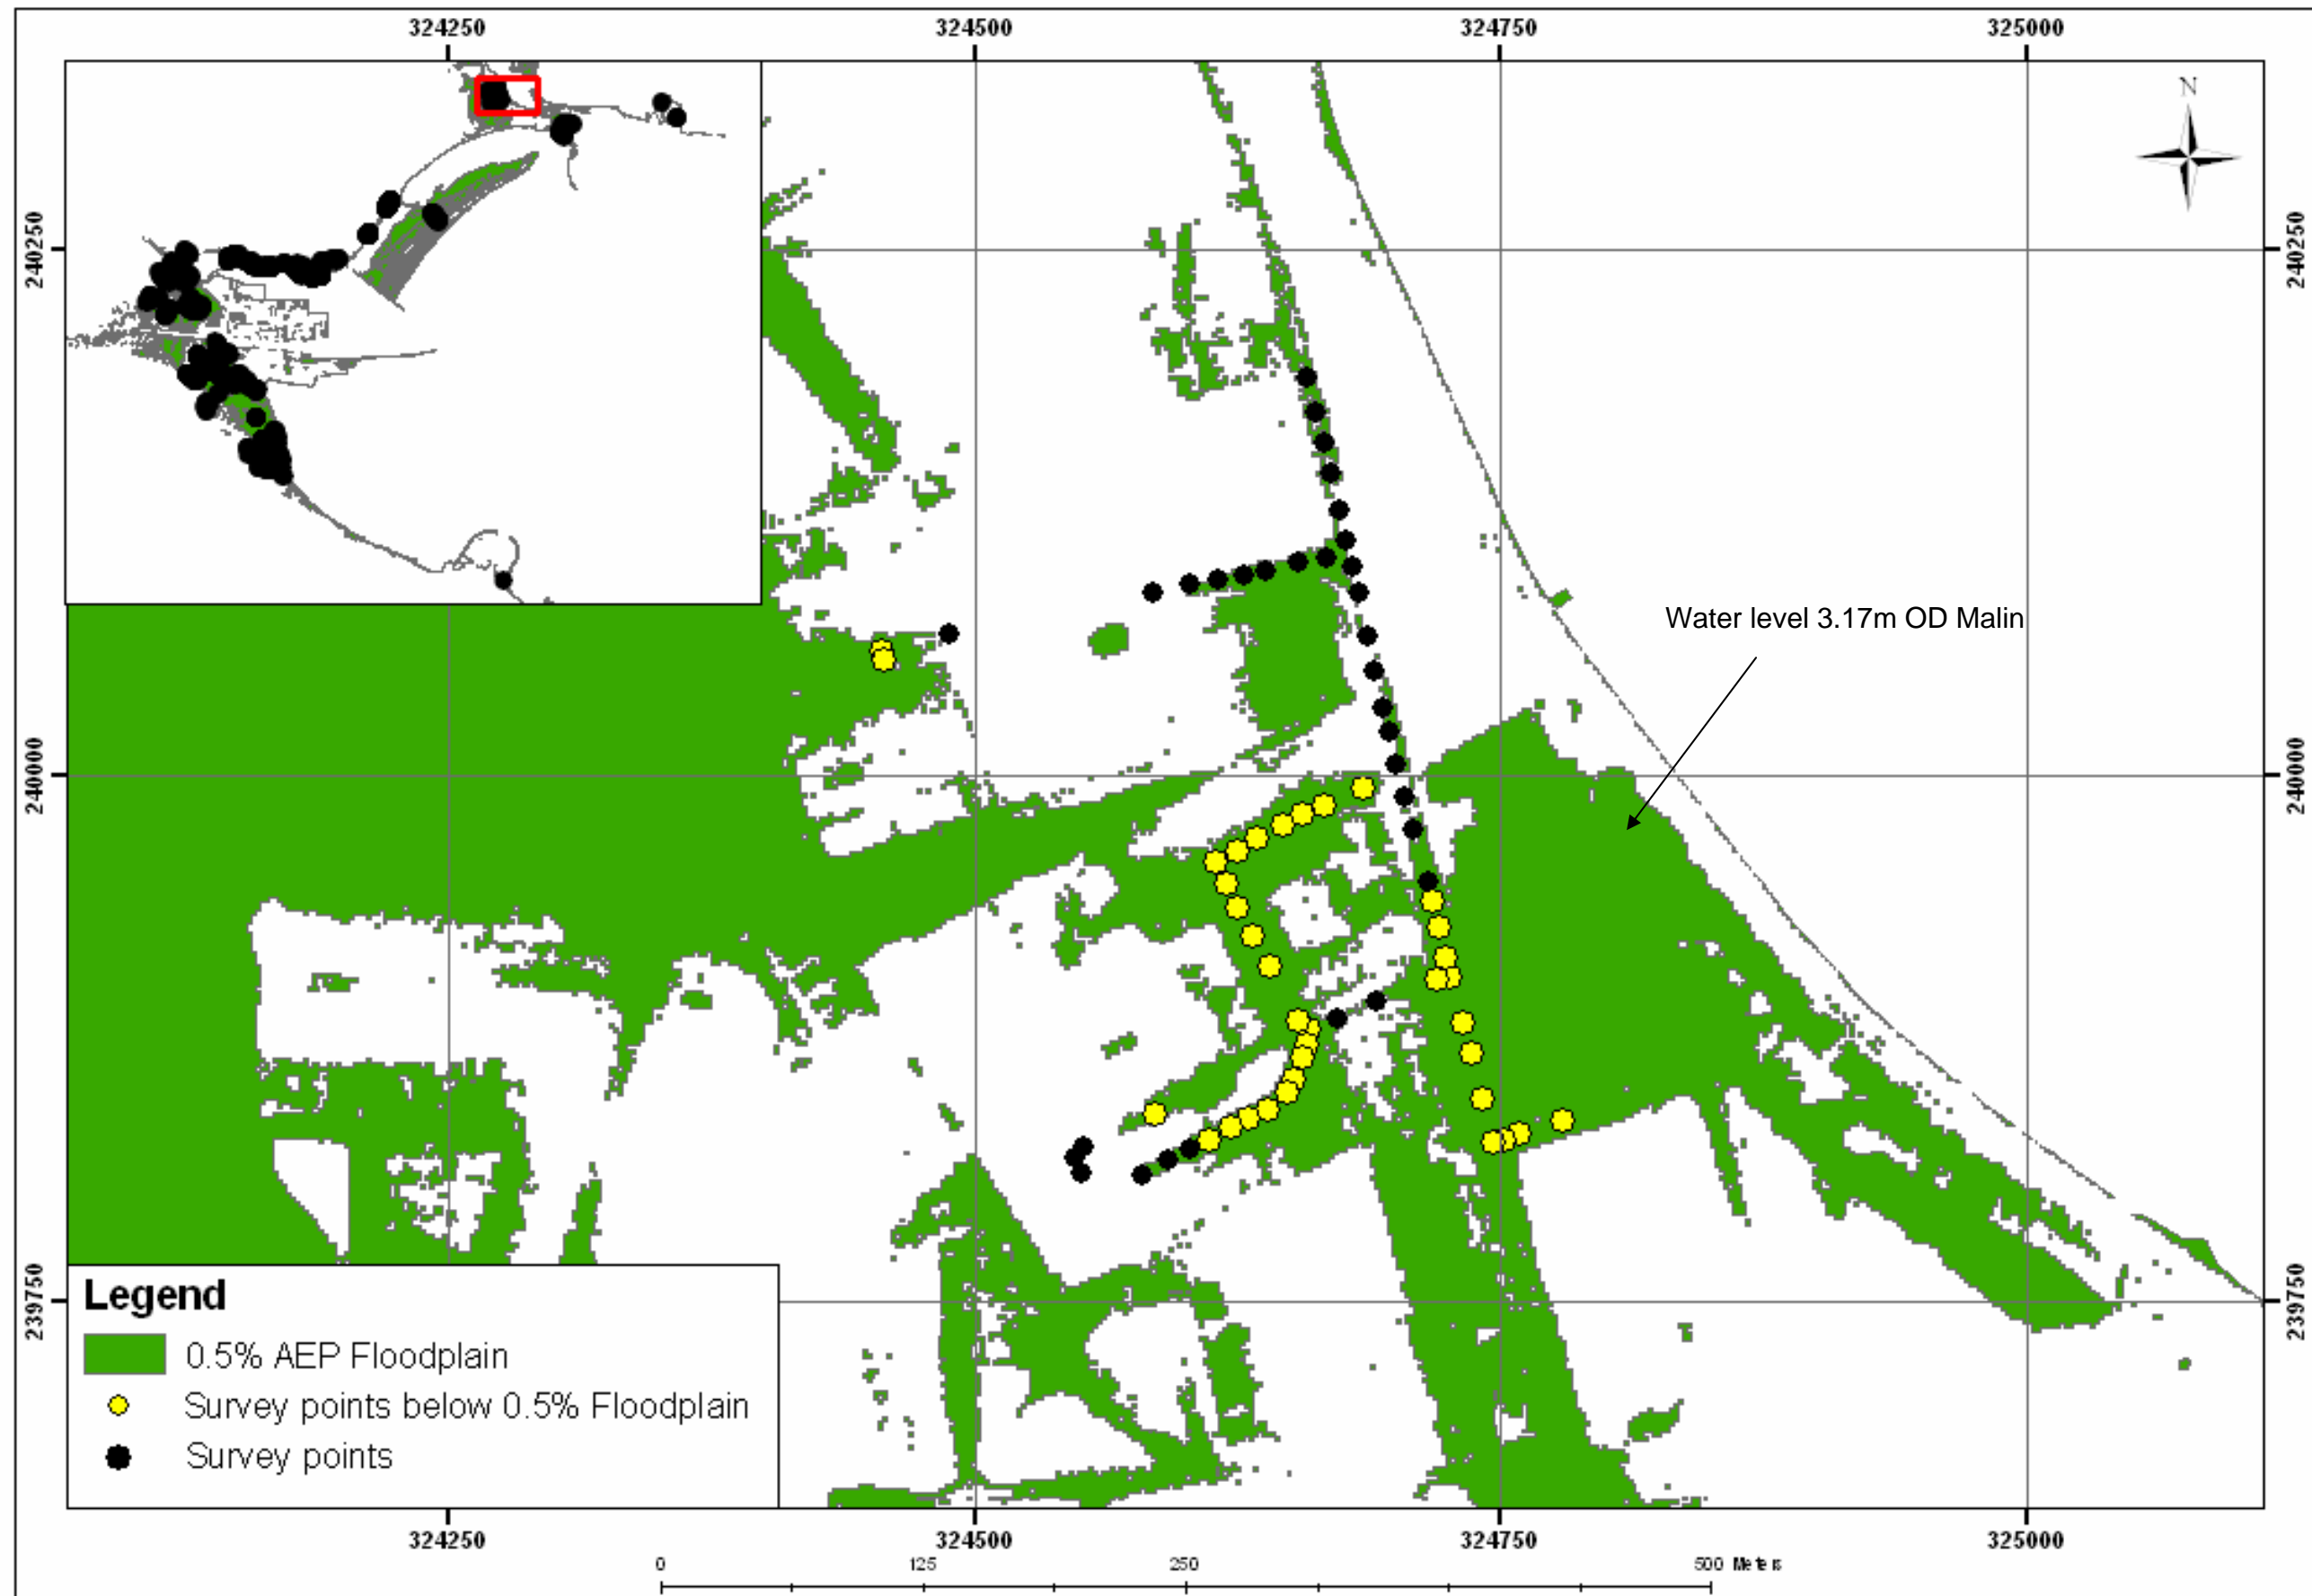 324250 324500 324750 325000
N
240250 240250
Water level 3.17m OD Malin
240000 240000
239750 239750
Legend
0.5% AEP Floodplain
Survey points below 0.5% Floodplain
Survey points
324250 324500 324750 325000
0 125 250 500 Meters